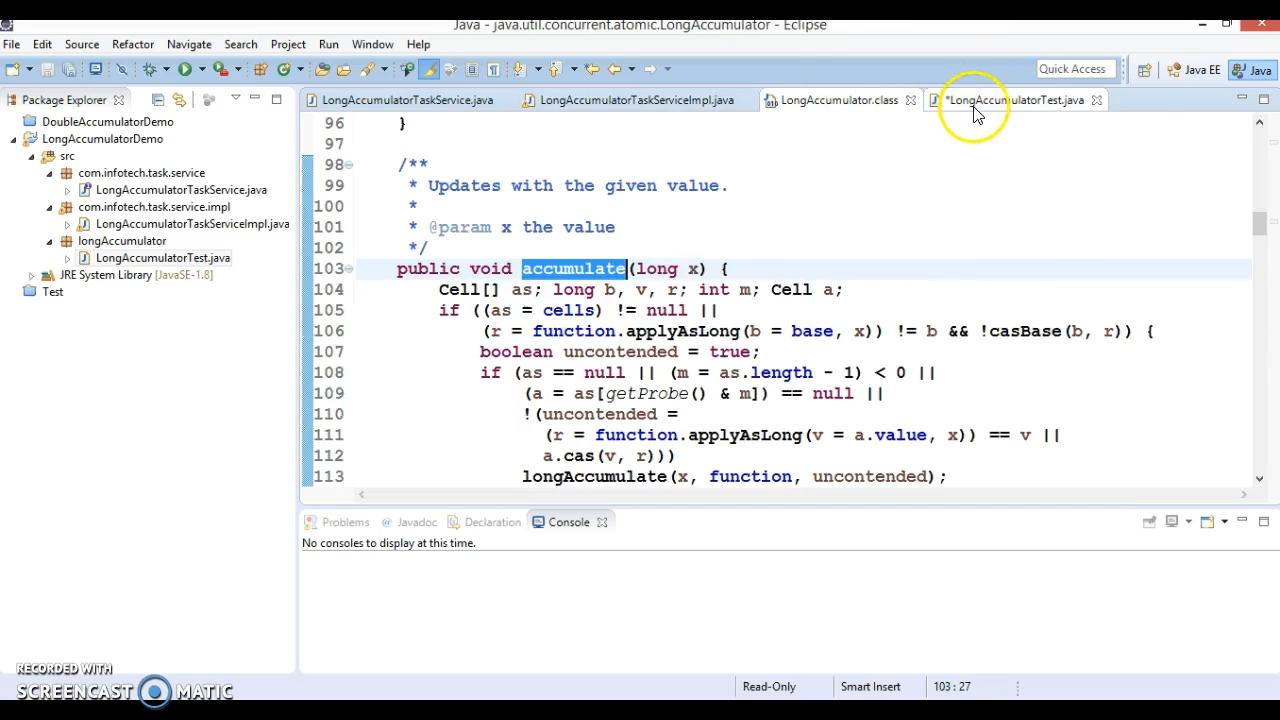 Java - java.util.concurrent.atomic.LongAccumulator - Eclipse
File Edit Source Refactor Navigate Search Project Run Window Help
Quick Access Java EE Java
Package Explorer
LongAccumulatorTaskService.java LongAccumulatorTaskServiceImpl.java LongAccumulator.class *LongAccumulatorTest.java
DoubleAccumulatorDemo
LongAccumulatorDemo
src
com.infotech.task.service
LongAccumulatorTaskService.java
com.infotech.task.service.impl
LongAccumulatorTaskServiceImpl.java
longAccumulator
LongAccumulatorTest.java
JRE System Library [JavaSE-1.8]
Test
96 }
97
98 /**
99 * Updates with the given value.
100 *
101 * @param x the value
102 */
103 public void accumulate(long x) {
104 Cell[] as; long b, v, r; int m; Cell a;
105 if ((as = cells) != null ||
106 (r = function.applyAsLong(b = base, x)) != b && !casBase(b, r)) {
107 boolean uncontended = true;
108 if (as == null || (m = as.length - 1) < 0 ||
109 (a = as[getProbe() & m]) == null ||
110 !(uncontended =
111 (r = function.applyAsLong(v = a.value, x)) == v ||
112 a.cas(v, r)))
113 longAccumulate(x, function, uncontended);
Problems @ Javadoc Declaration Console
No consoles to display at this time.
Read-Only Smart Insert 103 : 27
RECORDED WITH
SCREENCAST MATIC